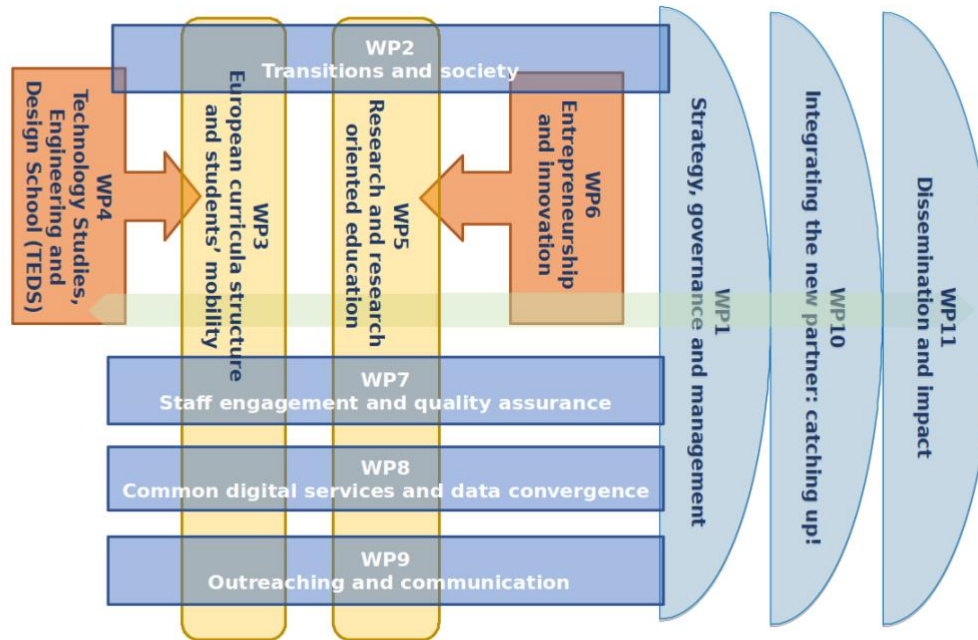 WP2
Transitions and society
WP4
Technology Studies,
Engineering and
Design School (TEDS)
WP3
European curricula structure
and students’ mobility
WP5
Research and research
oriented education
WP6
Entrepreneurship
and innovation
WP7
Staff engagement and quality assurance
WP8
Common digital services and data convergence
WP9
Outreaching and communication
WP1
Strategy, governance and management
WP10
Integrating the new partner: catching up!
WP11
Dissemination and impact